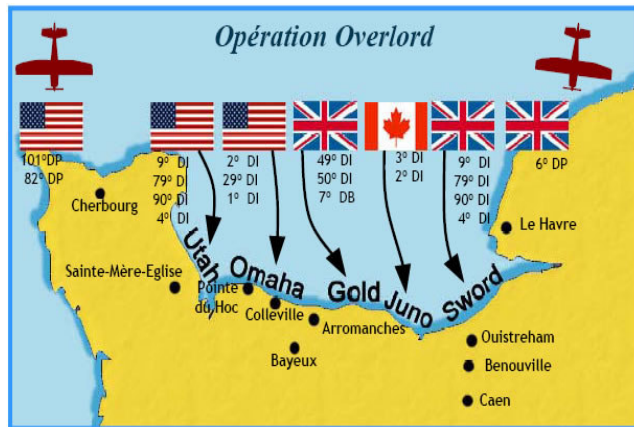 Opération Overlord
101°DP
82° DP
9° DI
79° DI
90° DI
4° DI
2° DI
29° DI
1° DI
49° DI
50° DI
7° DB
3° DI
2° DI
9° DI
79° DI
90° DI
4° DI
6° DP
Cherbourg
Le Havre
Sainte-Mère-Eglise
Utah
Omaha
Gold
Juno
Sword
Pointe
du Hoc
Colleville
Arromanches
Bayeux
Ouistreham
Benouville
Caen